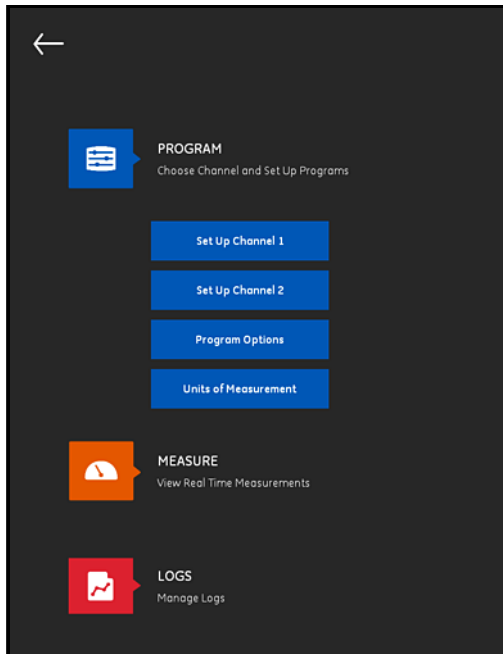 PROGRAM
Choose Channel and Set Up Programs
Set Up Channel 1
Set Up Channel 2
Program Options
Units of Measurement
MEASURE
View Real Time Measurements
LOGS
Manage Logs